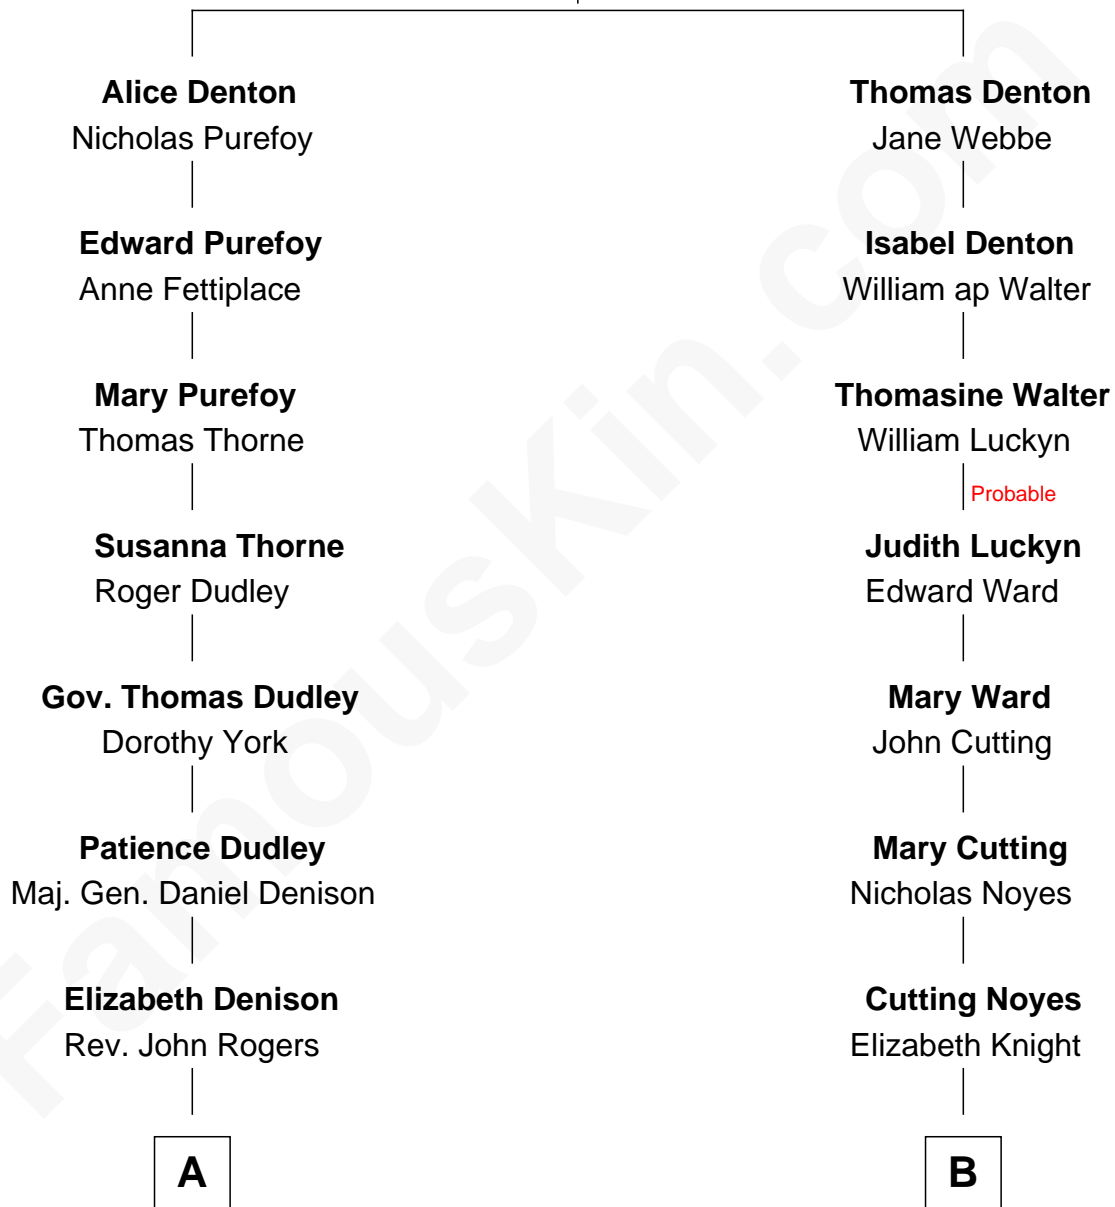 Alice Denton
Nicholas Purefoy
Edward Purefoy
Anne Fettiplace
Mary Purefoy
Thomas Thorne
Susanna Thorne
Roger Dudley
Gov. Thomas Dudley
Dorothy York
Patience Dudley
Maj. Gen. Daniel Denison
Elizabeth Denison
Rev. John Rogers
A
Thomas Denton
Jane Webbe
Isabel Denton
William ap Walter
Thomasine Walter
William Luckyn
Probable
Judith Luckyn
Edward Ward
Mary Ward
John Cutting
Mary Cutting
Nicholas Noyes
Cutting Noyes
Elizabeth Knight
B
FamousKin.com